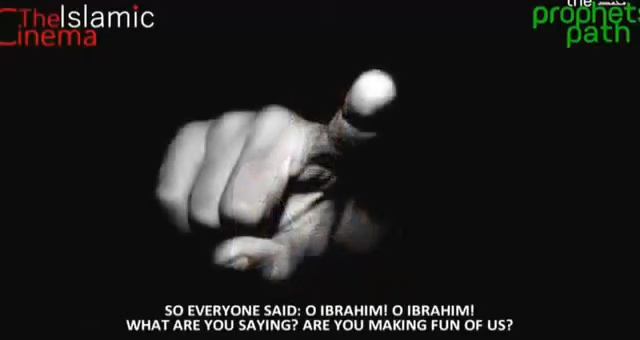 TheIslamic
Cinema
the
prophets
path
SO EVERYONE SAID: O IBRAHIM! O IBRAHIM!
WHAT ARE YOU SAYING? ARE YOU MAKING FUN OF US?